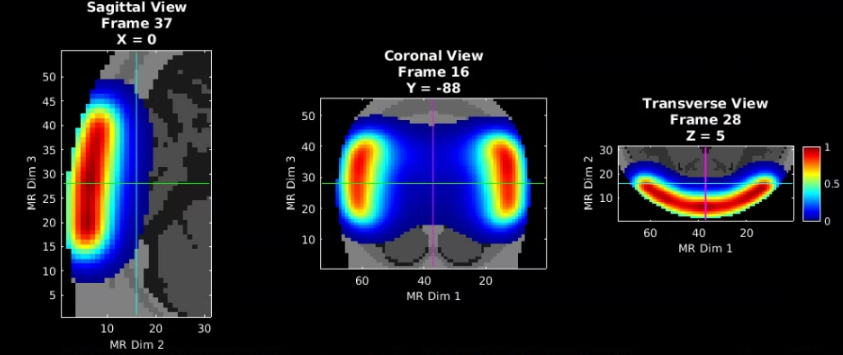 Sagittal View
Frame 37
X = 0
50
45
40
35
30
25
20
15
10
5
MR Dim 3
10 20 30
MR Dim 2
Coronal View
Frame 16
Y = -88
50
40
30
20
10
MR Dim 3
60 40 20
MR Dim 1
Transverse View
Frame 28
Z = 5
30
20
10
MR Dim 2
60 40 20
MR Dim 1
1
0.5
0